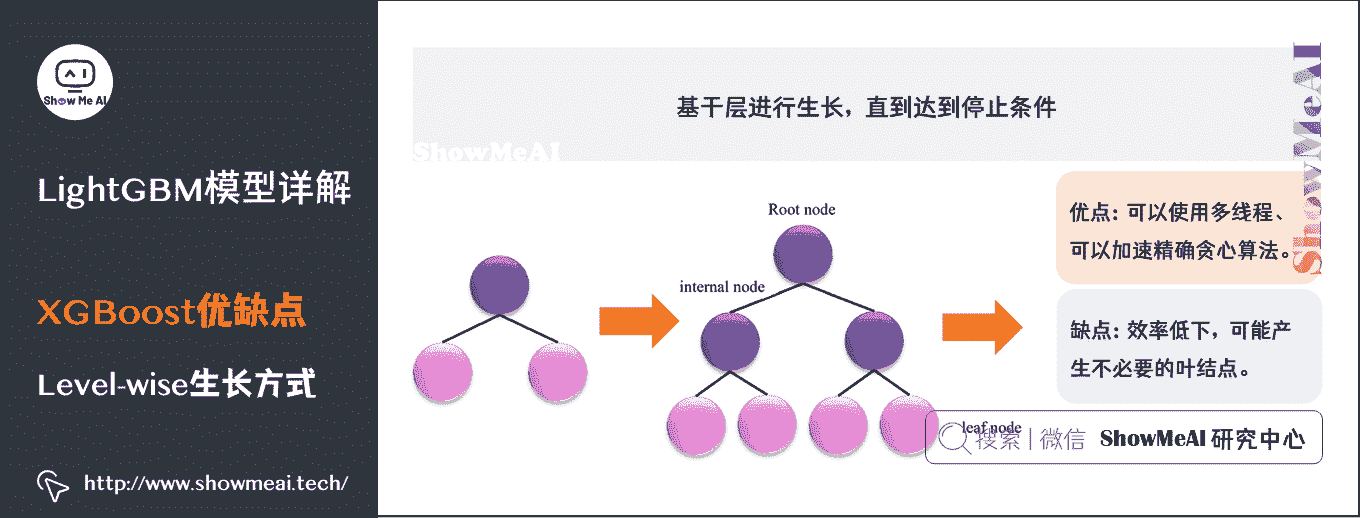 Show Me AI
LightGBM模型详解
XGBoost优缺点
Level-wise生长方式
http://www.showmeai.tech/
基于层进行生长，直到达到停止条件
ShowMeAI
ShowMeAI
Root node
internal node
leaf node
优点：可以使用多线程、
可以加速精确贪心算法。
缺点：效率低下，可能产
生不必要的叶结点。
搜索 | 微信 ShowMeAI 研究中心